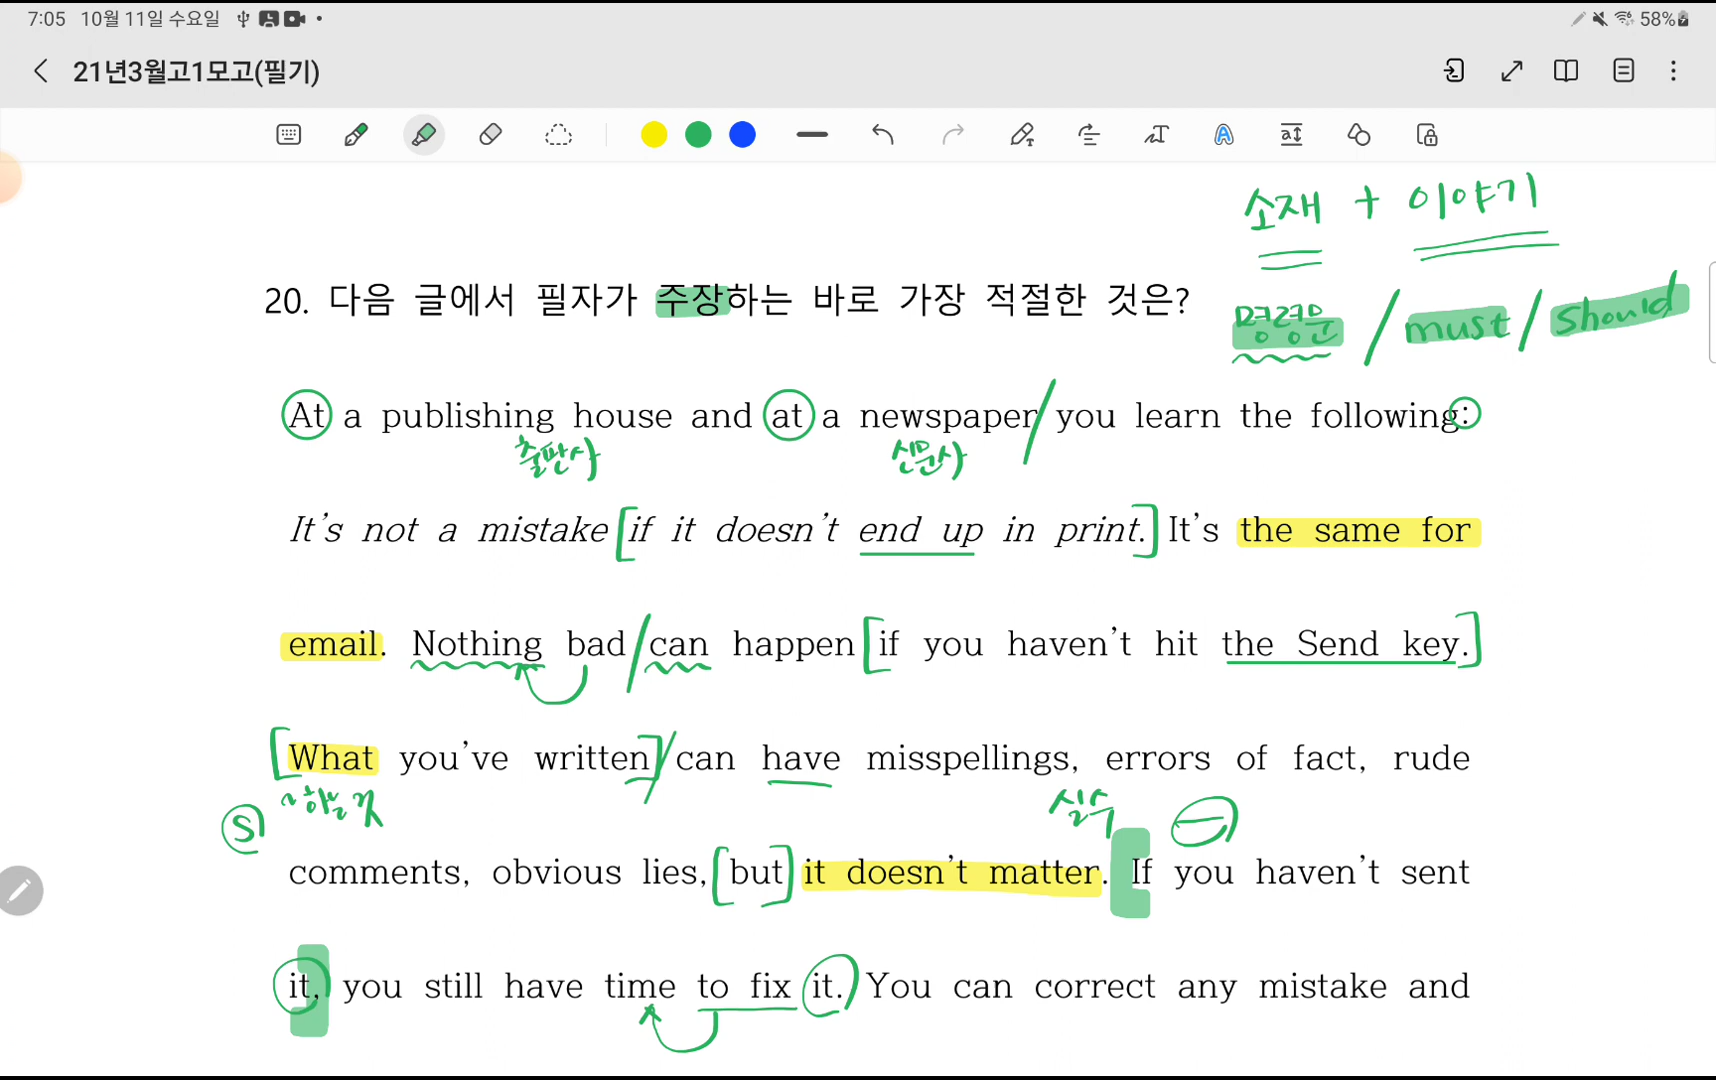 7:05 10월 11일 수요일 58%
21년3월고1모고(필기)
소재 + 이야기
20. 다음 글에서 필자가 주장하는 바로 가장 적절한 것은?
명령문 / must / should
At a publishing house and at a newspaper / you learn the following:
출판사 신문사
It's not a mistake [if it doesn't end up in print.] It's the same for
email. Nothing bad / can happen [if you haven't hit the Send key.]
[What you've written] / can have misspellings, errors of fact, rude
~하는 것 실수
S
comments, obvious lies, [but] it doesn't matter. If you haven't sent
it, you still have time to fix it. You can correct any mistake and